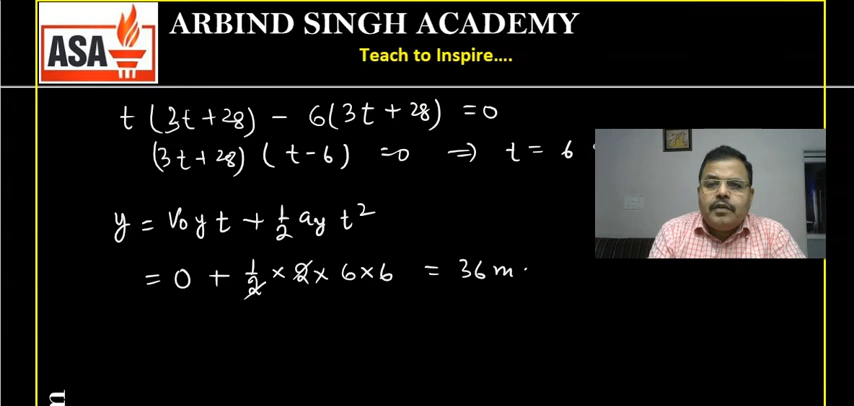 ASA
ARBIND SINGH ACADEMY
Teach to Inspire....
t (3t + 28) - 6 (3t + 28) = 0
(3t + 28) (t - 6) = 0 ⇒ t = 6
y = V₀y t + 1/2 ay t²
= 0 + 1/2 × 2 × 6 × 6 = 36 m.